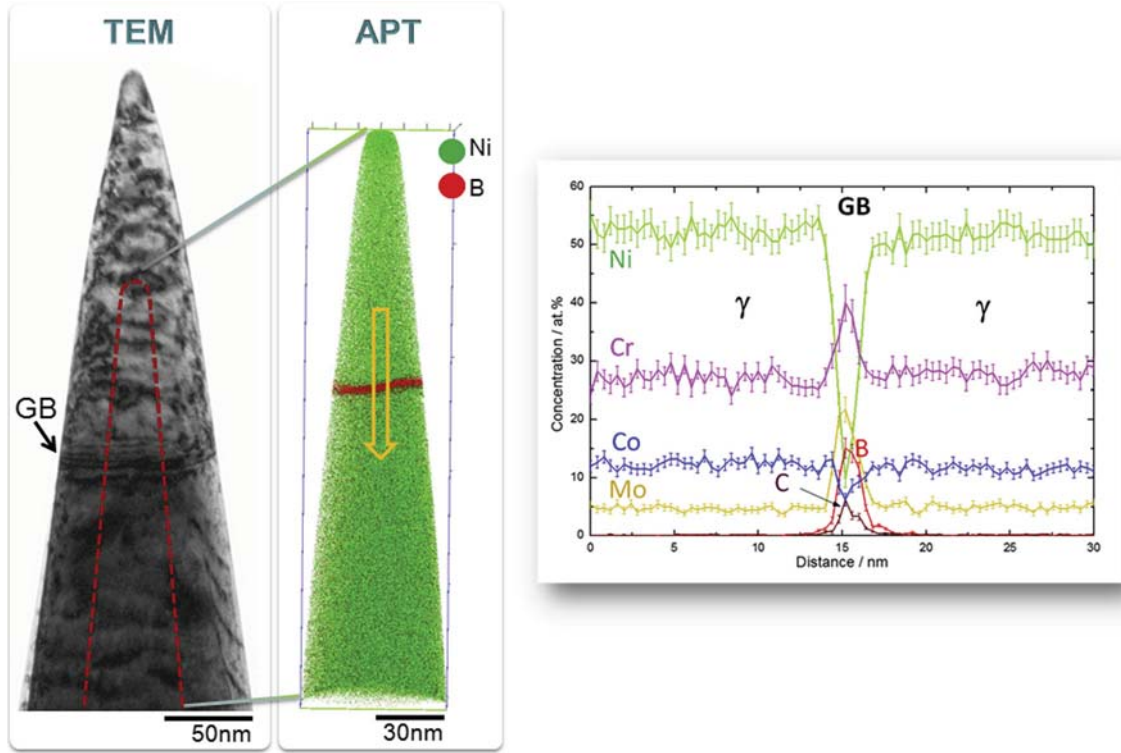 TEM
GB
50nm
APT
Ni
B
30nm
60
50
40
30
20
10
0
Concentration / at.%
GB
Ni
γ
γ
Cr
Co
B
C
Mo
0
5
10
15
20
25
30
Distance / nm